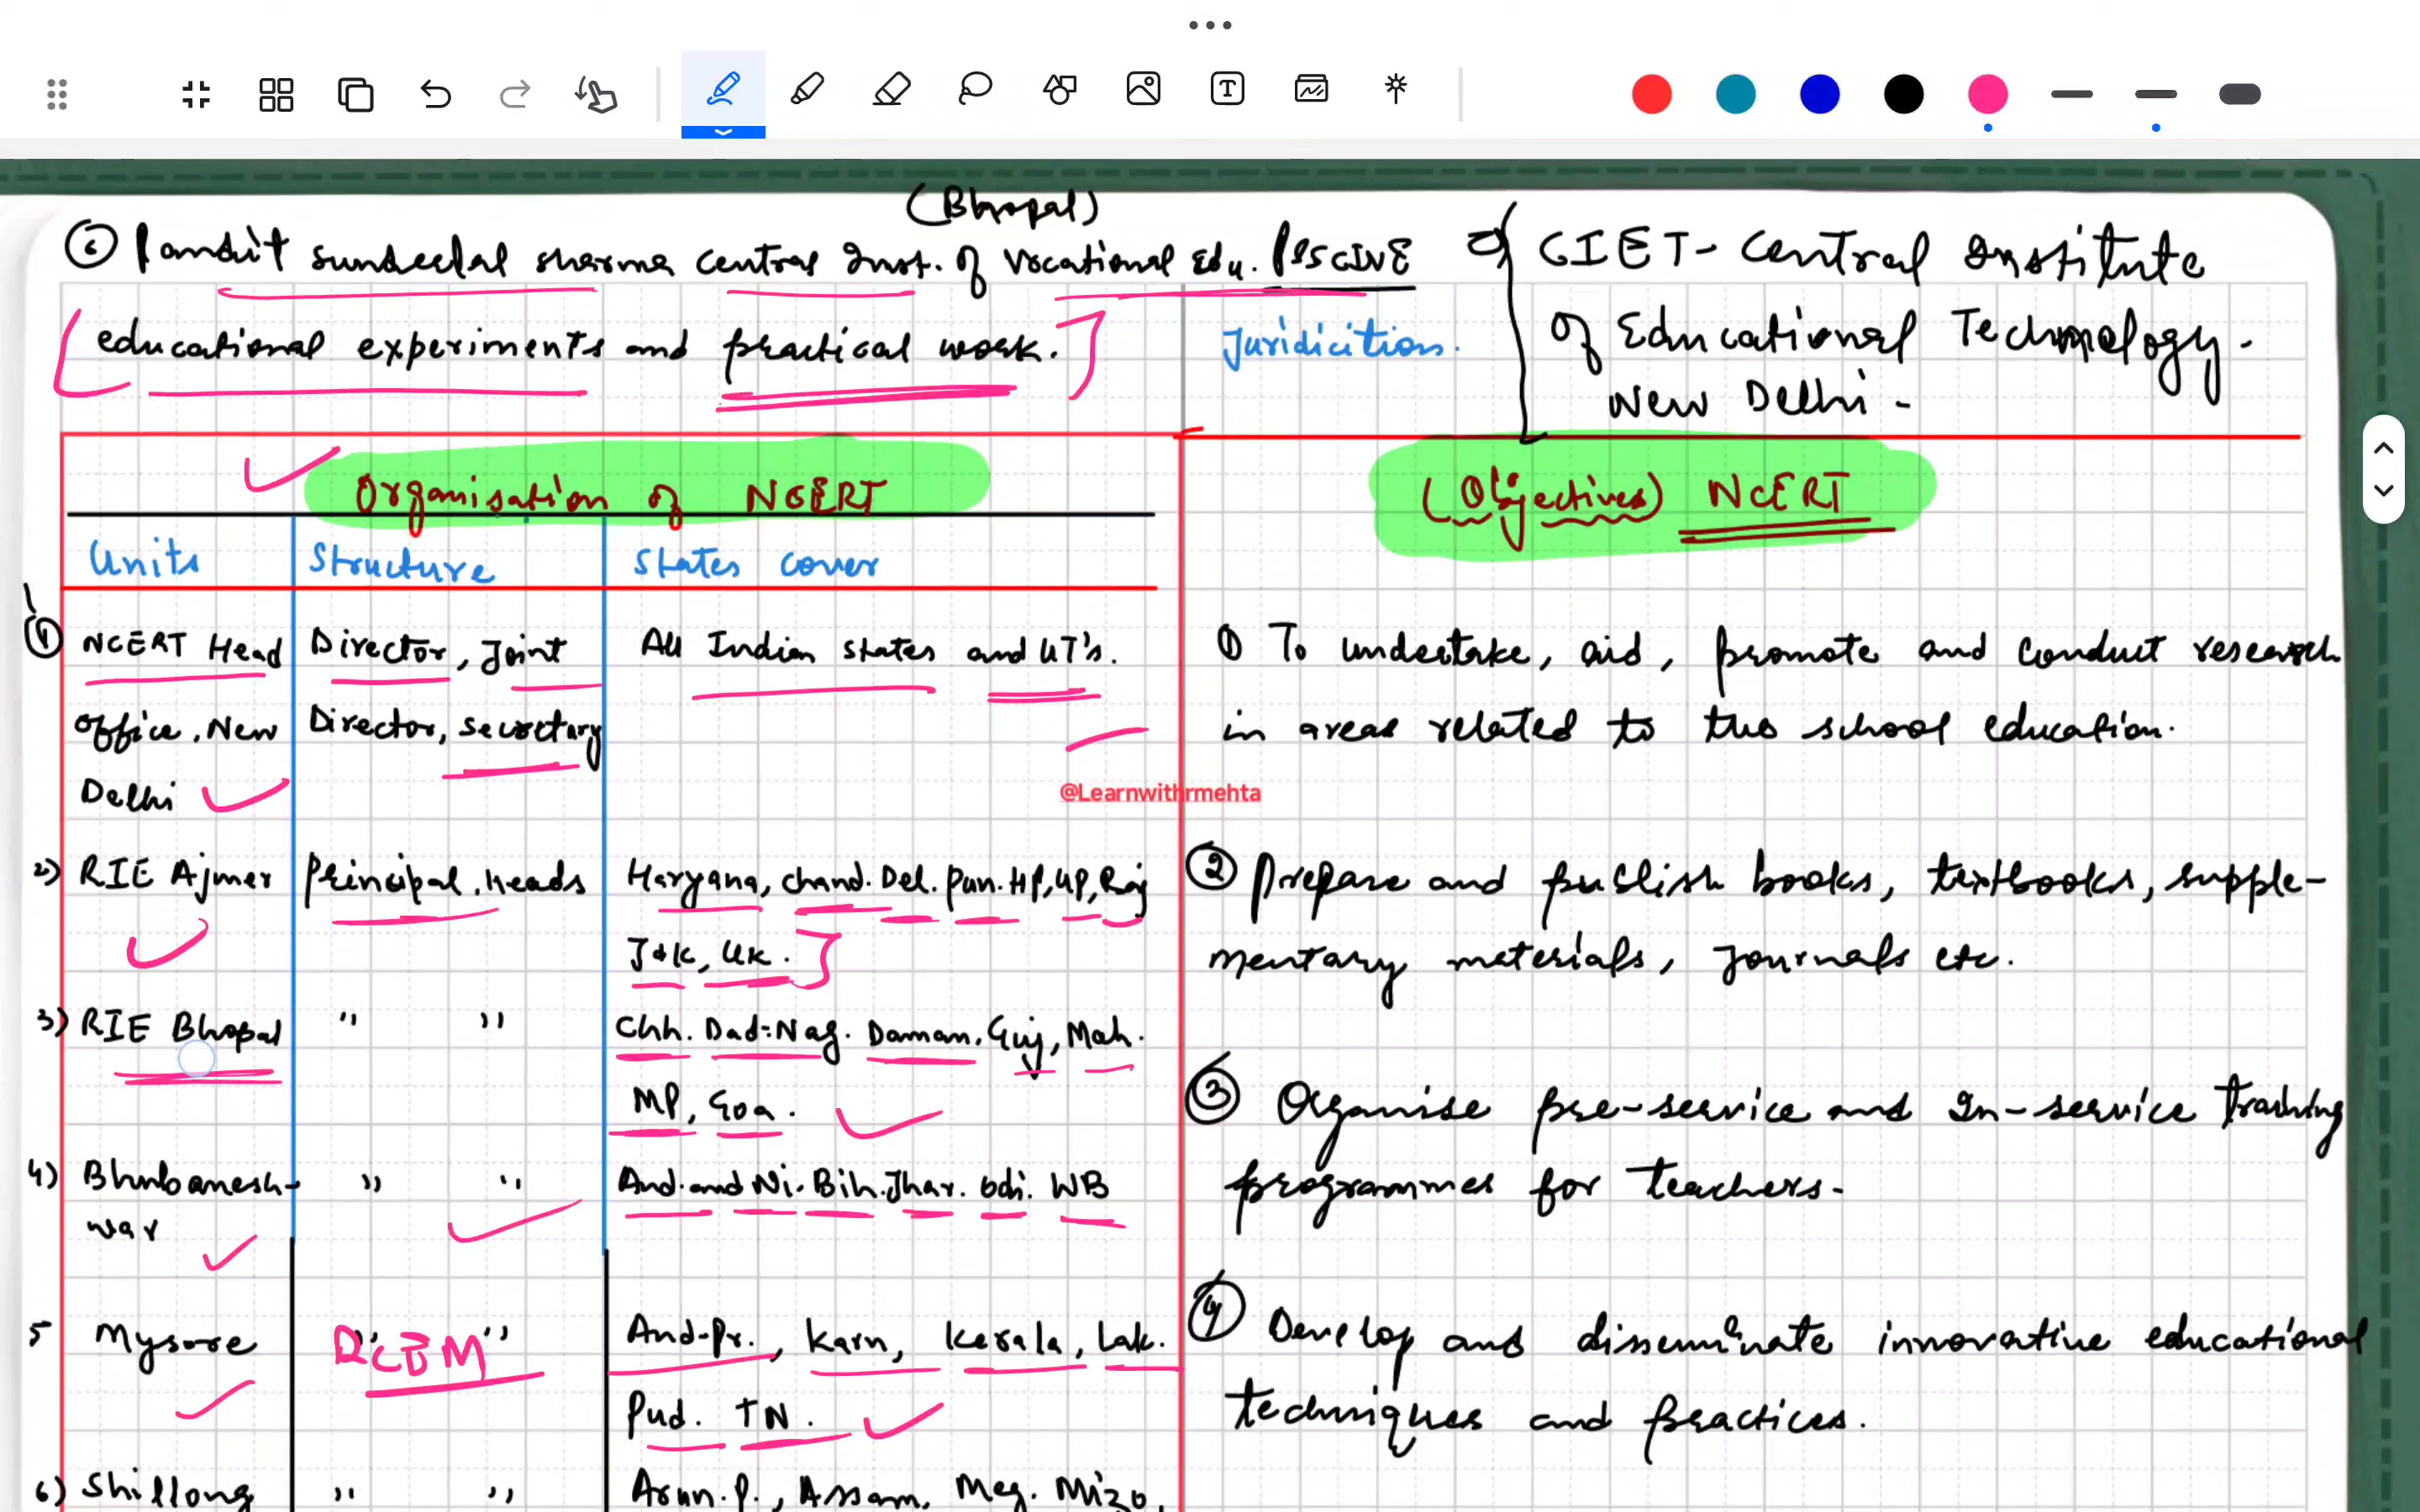 (Bhopal)
⑥ Pandit sunderlal sharma central Inst. of Vocational Edu. PSSCIVE
educational experiments and practical work.
Juridicition.
CIET- Central Institute
of Educational Technology.
New Delhi -
Organisation of NCERT
Units Structure States cover
① NCERT Head Director, Joint All Indian states and UT's.
office, New Director, secretary
Delhi
2) RIE Ajmer Principal, Heads Haryana, chand. Del. Pun. HP, UP, Raj
J&K, UK.
3) RIE Bhopal " " Chh. Dad-Nag. Daman. Guj, Mah.
MP, Goa.
4) Bhubanesh- " " And. and Ni. Bih. Jhar. Odi. WB
war
5 Mysore " DCBM " And-Pr., Karn, Kerala, Lak.
Pud. TN.
6) Shillong " " Arun. P., Assam, Meg. Mizo,
@Learnwithrmehta
(Objectives) NCERT
① To undertake, aid, promote and conduct research
in areas related to the school education.
② Prepare and publish books, textbooks, supple-
mentary materials, journals etc.
③ Organise pre-service and In-service training
programmes for teachers-
④ Develop and disseminate innovative educational
techniques and practices.